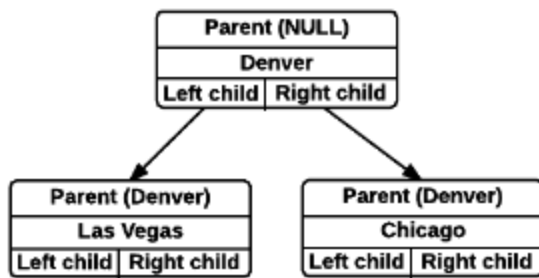 Parent (NULL)
Denver
Left child Right child
Parent (Denver)
Las Vegas
Left child Right child
Parent (Denver)
Chicago
Left child Right child